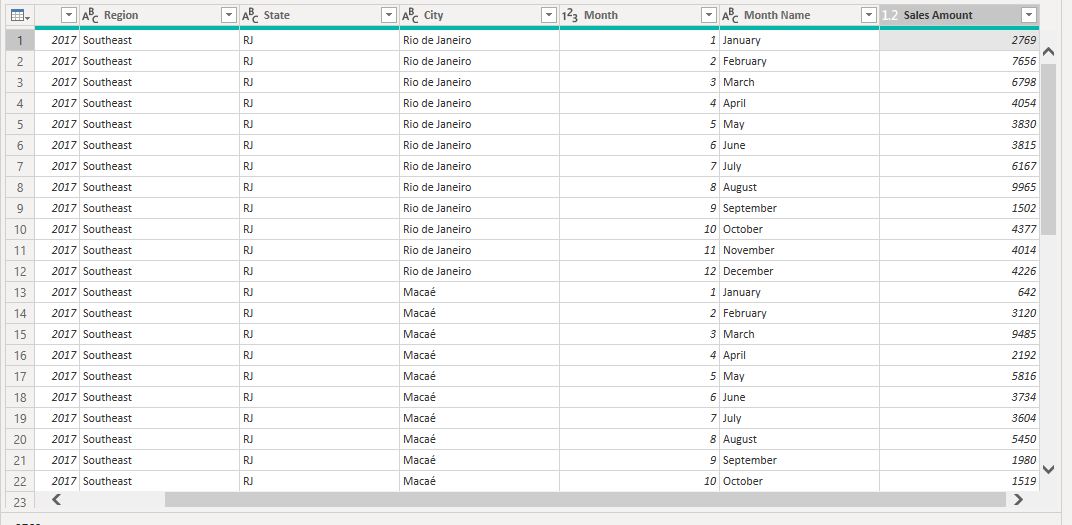 ABC Region ABC State ABC City 123 Month ABC Month Name 1.2 Sales Amount
1 2017 Southeast RJ Rio de Janeiro 1 January 2769
2 2017 Southeast RJ Rio de Janeiro 2 February 7656
3 2017 Southeast RJ Rio de Janeiro 3 March 6798
4 2017 Southeast RJ Rio de Janeiro 4 April 4054
5 2017 Southeast RJ Rio de Janeiro 5 May 3830
6 2017 Southeast RJ Rio de Janeiro 6 June 3815
7 2017 Southeast RJ Rio de Janeiro 7 July 6167
8 2017 Southeast RJ Rio de Janeiro 8 August 9965
9 2017 Southeast RJ Rio de Janeiro 9 September 1502
10 2017 Southeast RJ Rio de Janeiro 10 October 4377
11 2017 Southeast RJ Rio de Janeiro 11 November 4014
12 2017 Southeast RJ Rio de Janeiro 12 December 4226
13 2017 Southeast RJ Macaé 1 January 642
14 2017 Southeast RJ Macaé 2 February 3120
15 2017 Southeast RJ Macaé 3 March 9485
16 2017 Southeast RJ Macaé 4 April 2192
17 2017 Southeast RJ Macaé 5 May 5816
18 2017 Southeast RJ Macaé 6 June 3734
19 2017 Southeast RJ Macaé 7 July 3604
20 2017 Southeast RJ Macaé 8 August 5450
21 2017 Southeast RJ Macaé 9 September 1980
22 2017 Southeast RJ Macaé 10 October 1519
23